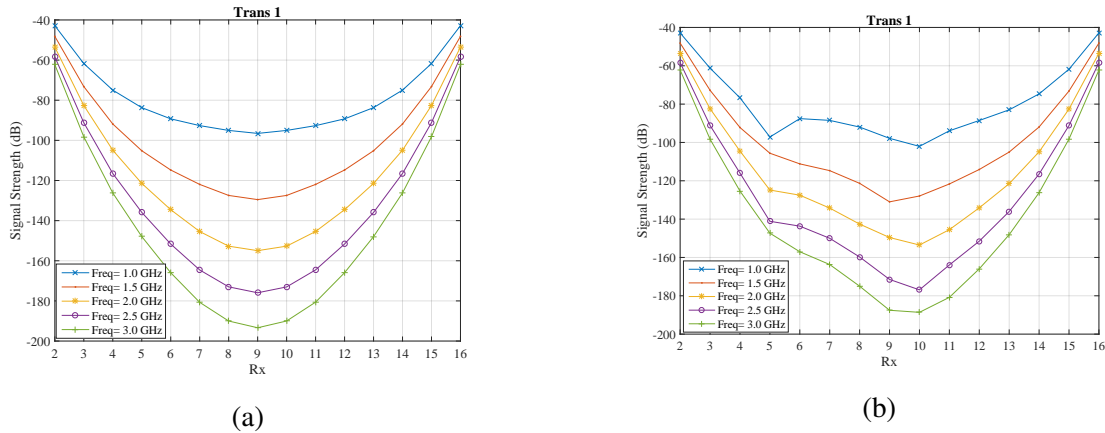 Trans 1
-40
-60
-80
-100
-120
-140
-160
-180
-200
Signal Strength (dB)
Freq= 1.0 GHz
Freq= 1.5 GHz
Freq= 2.0 GHz
Freq= 2.5 GHz
Freq= 3.0 GHz
2 3 4 5 6 7 8 9 10 11 12 13 14 15 16
Rx
(a)
Trans 1
-40
-60
-80
-100
-120
-140
-160
-180
-200
Signal Strength (dB)
Freq= 1.0 GHz
Freq= 1.5 GHz
Freq= 2.0 GHz
Freq= 2.5 GHz
Freq= 3.0 GHz
2 3 4 5 6 7 8 9 10 11 12 13 14 15 16
Rx
(b)